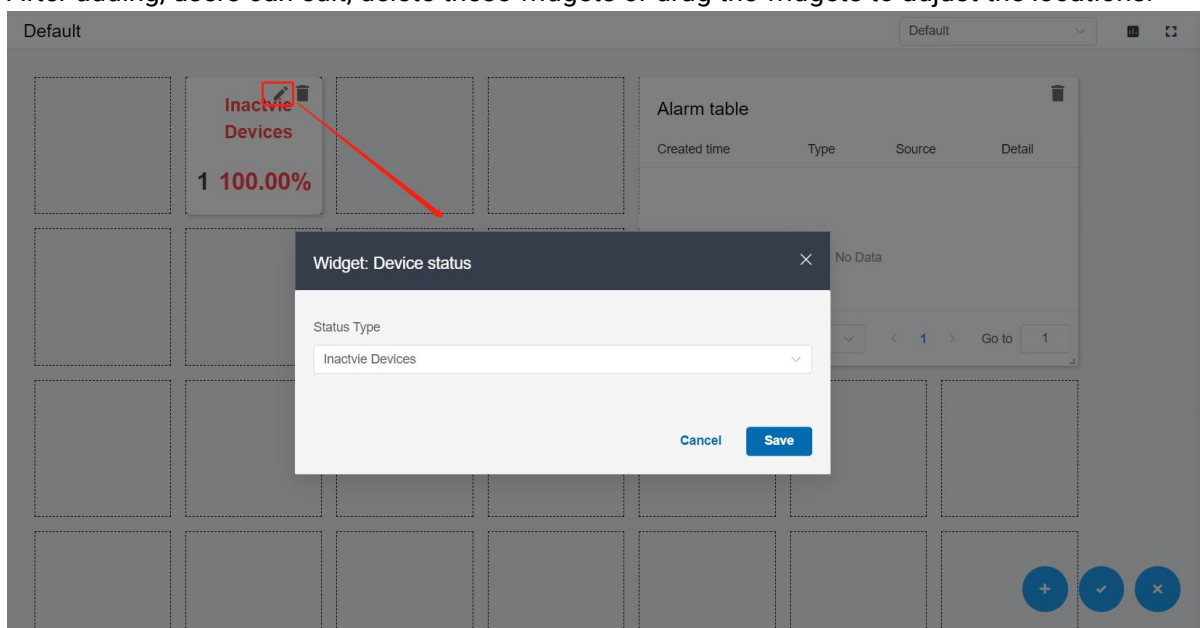 After adding, users can edit, delete these widgets or drag the widgets to adjust the locations.
Default
Default
Inactvie
Devices
1 100.00%
Alarm table
Created time Type Source Detail
No Data
Widget: Device status
Status Type
Inactvie Devices
1 Go to 1
Cancel Save